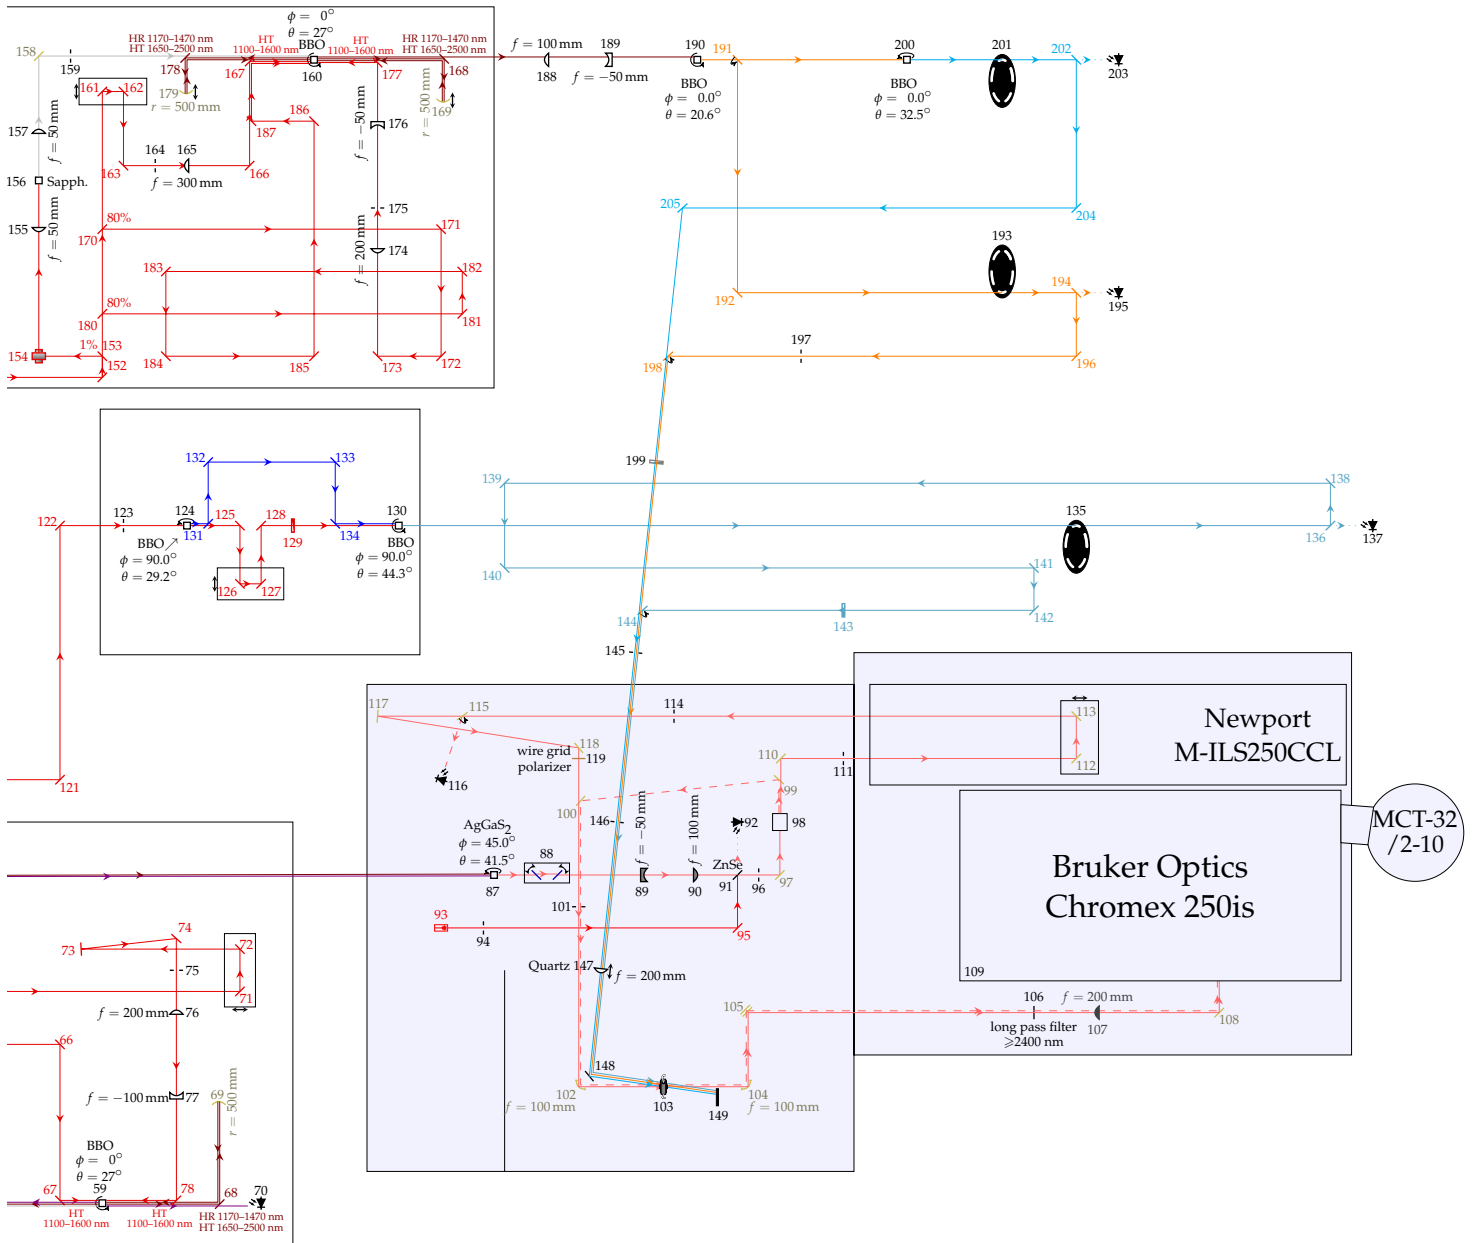 158
159
HR 1170–1470 nm
HT 1650–2500 nm
178
179
r = 500 mm
HT
1100–1600 nm
167
ϕ = 0°
θ = 27°
BBO
160
HT
1100–1600 nm
177
HR 1170–1470 nm
HT 1650–2500 nm
168
169
r = 500 mm
f = 100 mm
188
189
f = −50 mm
190
BBO
ϕ = 0.0°
θ = 20.6°
191
200
BBO
ϕ = 0.0°
θ = 32.5°
201
202
203
161
162
157
f = 50 mm
156
Sapph.
155
f = 50 mm
163
164
165
f = 300 mm
166
186
187
176
f = −50 mm
175
174
f = 200 mm
80%
170
171
183
182
80%
180
181
1%
153
154
152
184
185
173
172
205
204
193
192
194
195
197
198
196
199
132
133
123
124
125
128
130
122
131
BBO↗
ϕ = 90.0°
θ = 29.2°
129
134
BBO
ϕ = 90.0°
θ = 44.3°
126
127
121
139
138
135
136
137
140
141
142
143
144
145
117
115
114
113
112
Newport
M-ILS250CCL
wire grid
polarizer
118
119
116
110
111
99
100
146
AgGaS2
ϕ = 45.0°
θ = 41.5°
87
88
f = −50 mm
89
f = 100 mm
90
92
ZnSe
91
96
97
98
MCT-32
/2-10
Bruker Optics
Chromex 250is
109
101
93
94
95
Quartz 147
f = 200 mm
105
106
f = 200 mm
long pass filter
⩾2400 nm
107
108
148
102
f = 100 mm
103
149
104
f = 100 mm
74
73
72
75
71
f = 200 mm
76
66
f = −100 mm
77
69
r = 500 mm
BBO
ϕ = 0°
θ = 27°
59
67
HT
1100–1600 nm
78
HT
1100–1600 nm
68
70
HR 1170–1470 nm
HT 1650–2500 nm